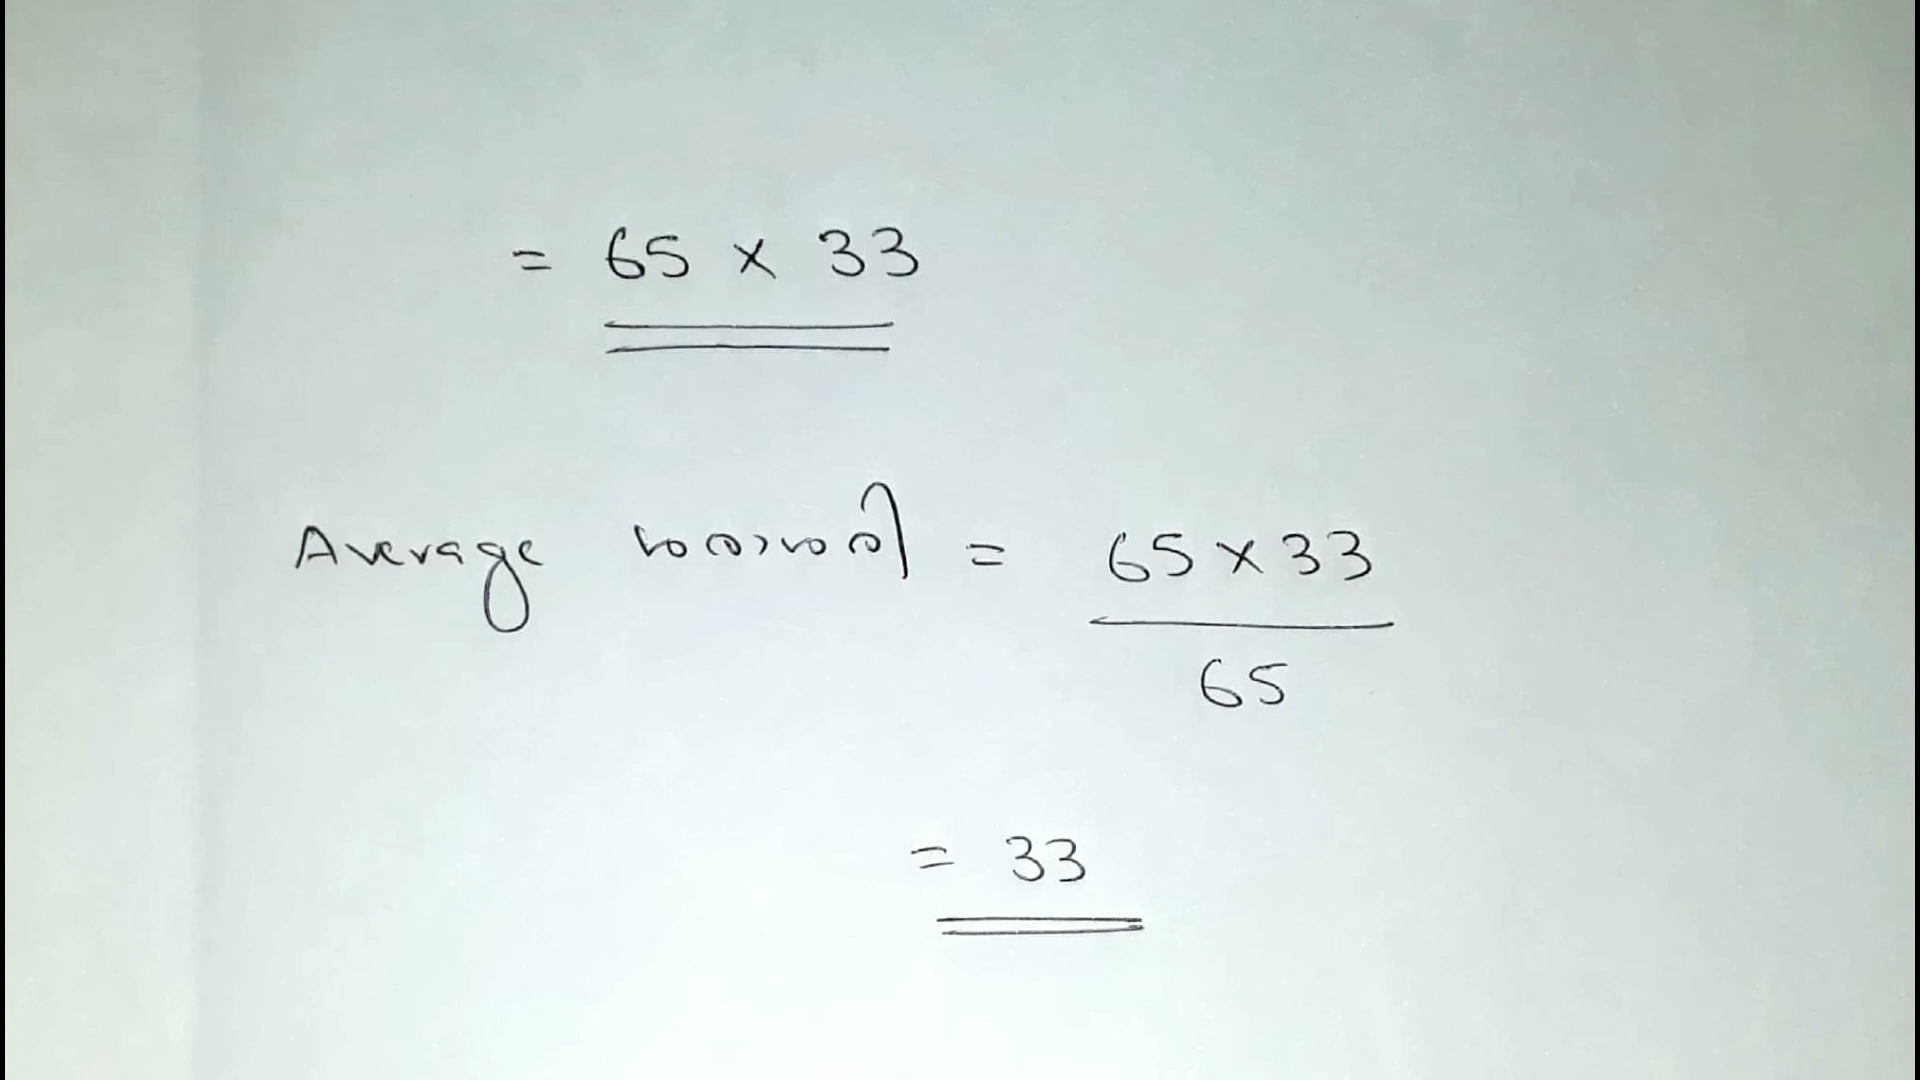 = 65 × 33
Average = 65 × 33
65
= 33